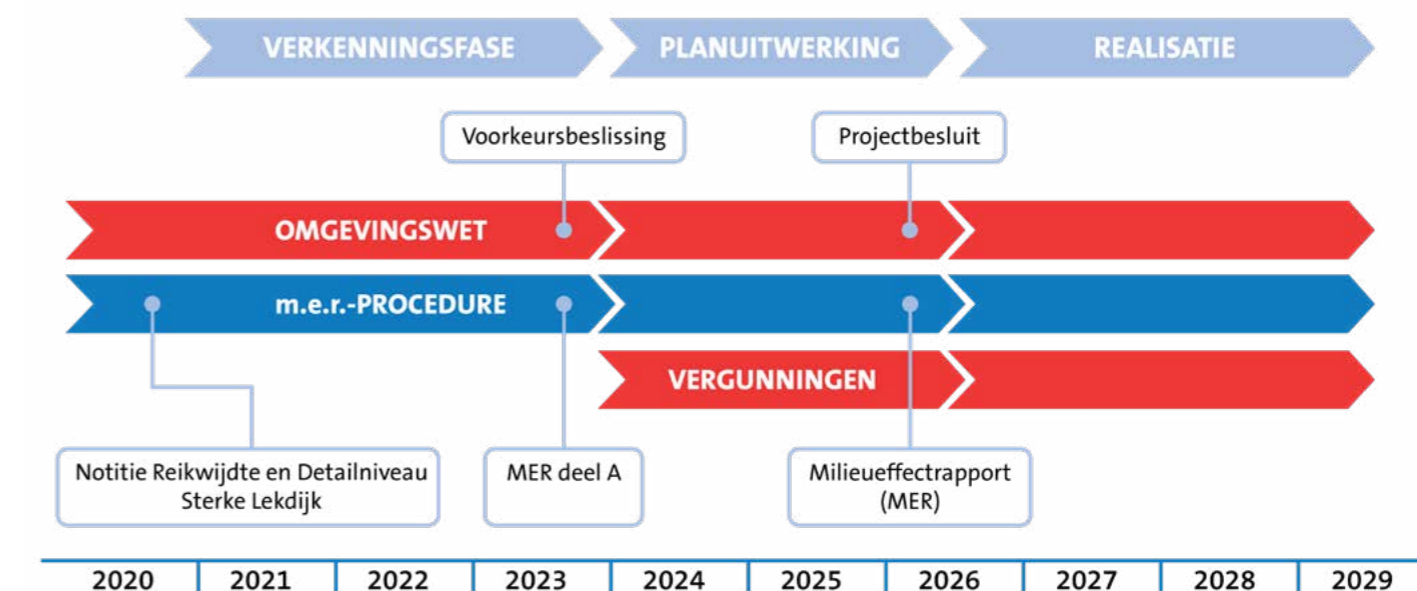 VERKENNINGSFASE
PLANUITWERKING
REALISATIE
Voorkeursbeslissing
Projectbesluit
OMGEVINGSWET
m.e.r.-PROCEDURE
VERGUNNINGEN
Notitie Reikwijdte en Detailniveau
Sterke Lekdijk
MER deel A
Milieueffectrapport
(MER)
2020
2021
2022
2023
2024
2025
2026
2027
2028
2029